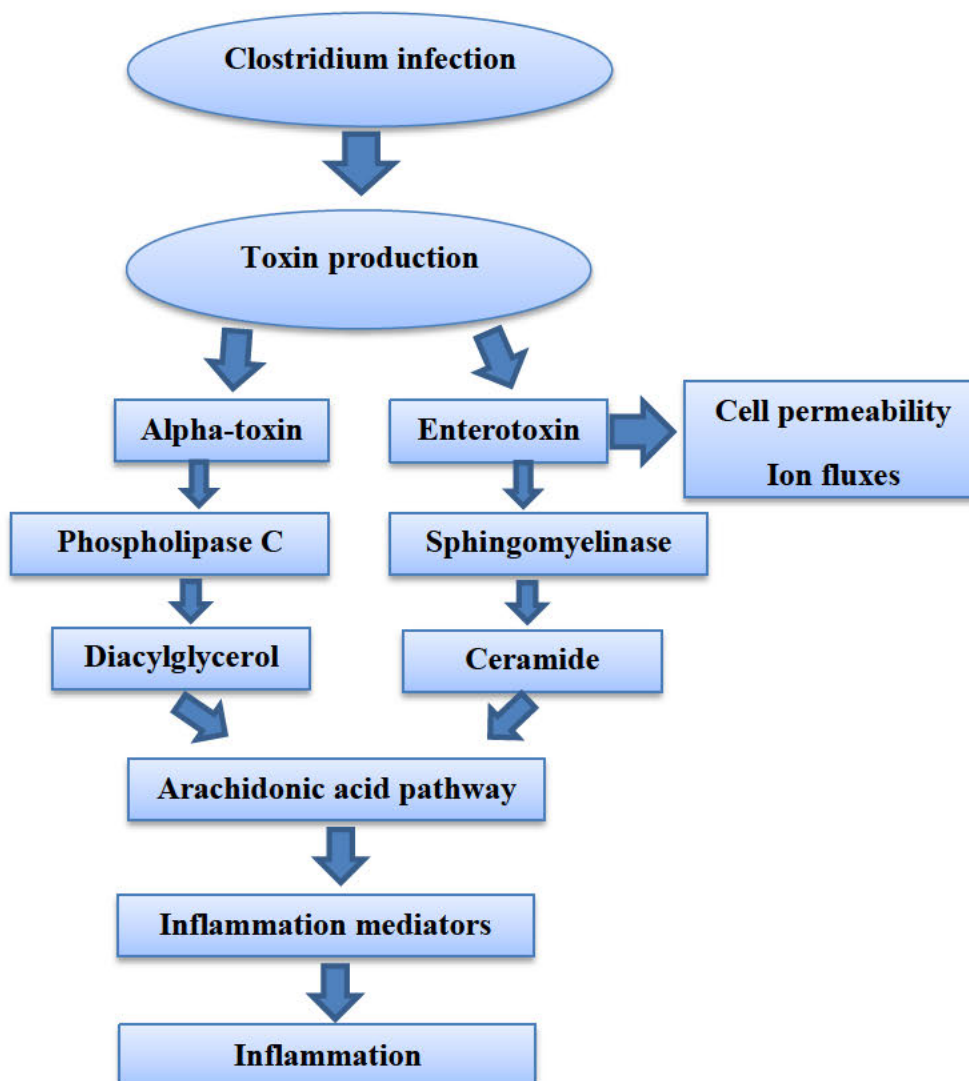 Clostridium infection
Toxin production
Alpha-toxin
Enterotoxin
Cell permeability
Ion fluxes
Phospholipase C
Sphingomyelinase
Diacylglycerol
Ceramide
Arachidonic acid pathway
Inflammation mediators
Inflammation